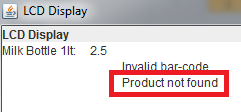 LCD Display
LCD Display
Milk Bottle 1lt: 2.5
Invalid bar-code
Product not found